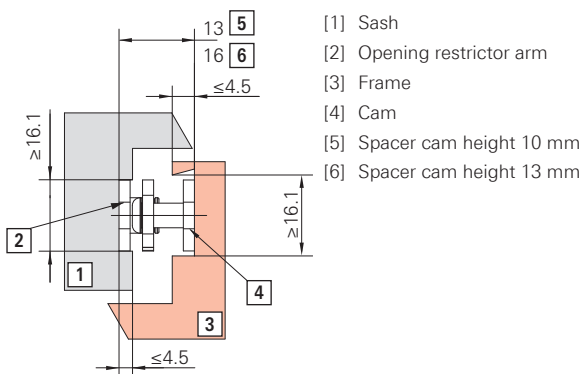 13 5
16 6
≤4.5
≥16.1
≥16.1
2
1
4
3
≤4.5
[1] Sash
[2] Opening restrictor arm
[3] Frame
[4] Cam
[5] Spacer cam height 10 mm
[6] Spacer cam height 13 mm